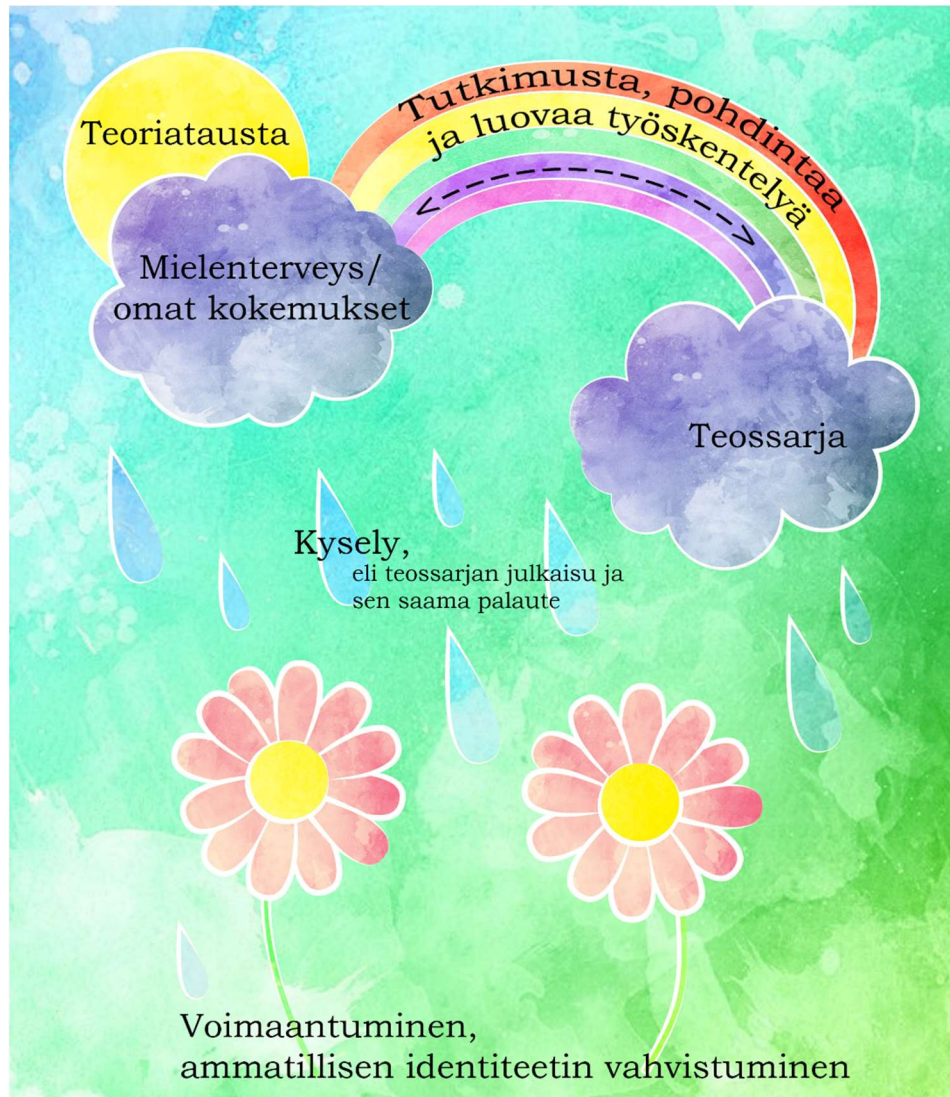 Teoriatausta
Mielenterveys/
omat kokemukset
Tutkimusta, pohdintaa
ja luovaa työskentelyä
Teossarja
Kysely,
eli teossarjan julkaisu ja
sen saama palaute
Voimaantuminen,
ammatillisen identiteetin vahvistuminen